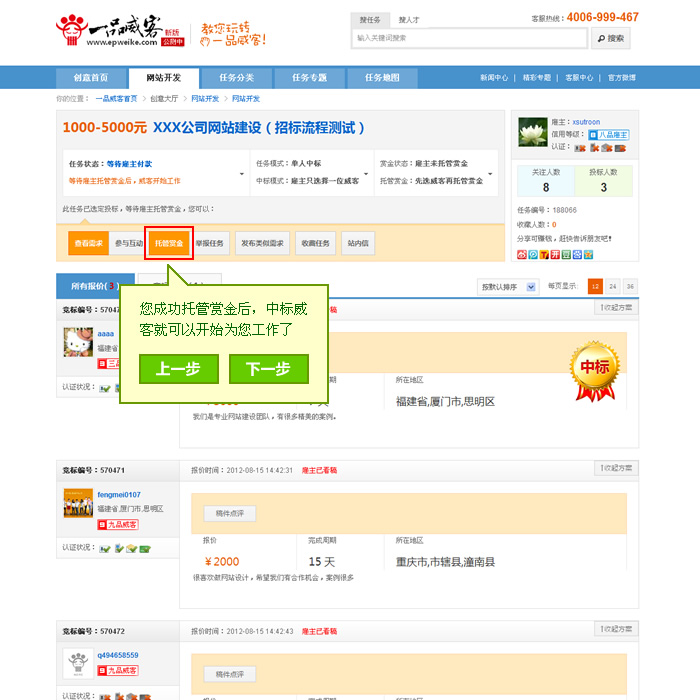 一品威客
新版
公测中
www.epweike.com
教您玩转
一品威客!
搜任务 搜人才
输入关键词搜索
搜索
客服热线：4006-999-467
创意首页 网站开发 任务分类 任务专题 任务地图
新闻中心 | 精彩专题 | 客服中心 | 官方微博
你的位置： 一品威客首页 > 创意大厅 > 网站开发 > 网站开发
1000-5000元 XXX公司网站建设（招标流程测试）
任务状态：等待雇主付款
等待雇主托管赏金后，威客开始工作
任务模式：单人中标
中标模式：雇主只选择一位威客
赏金状态：雇主未托管赏金
托管赏金：先选威客再托管赏金
此任务已选定投标，等待雇主托管赏金，您可以：
查看需求 参与互动 托管赏金 举报任务 发布类似需求 收藏任务 站内信
雇主：xsutroon
信用等级：八品雇主
认证：
关注人数 投标人数
8 3
任务编号：188066
收藏人数：0
分享可赚钱，赶快告诉朋友吧!
所有报价(3)
按默认排序 每页显示： 12 24 36
您成功托管赏金后，中标威
客就可以开始为您工作了
上一步 下一步
竞标编号：57047
↑收起方案
aaaa
福建省
认证状况：
中标
所在地区
福建省,厦门市,思明区
我们是专业网站建设团队，有很多精美的案例。
竞标编号：570471 报价时间：2012-08-15 14:42:31 雇主已看稿 ↑收起方案
fengmei0107
福建省,厦门市,思明区
九品威客
认证状况：
稿件点评
报价 完成周期 所在地区
￥2000 15 天 重庆市,市辖县,潼南县
很喜欢做网站设计，希望我们有合作机会，案例很多
竞标编号：570472 报价时间：2012-08-15 14:42:43 雇主已看稿 ↑收起方案
q494658559
九品威客
认证状况：
稿件点评